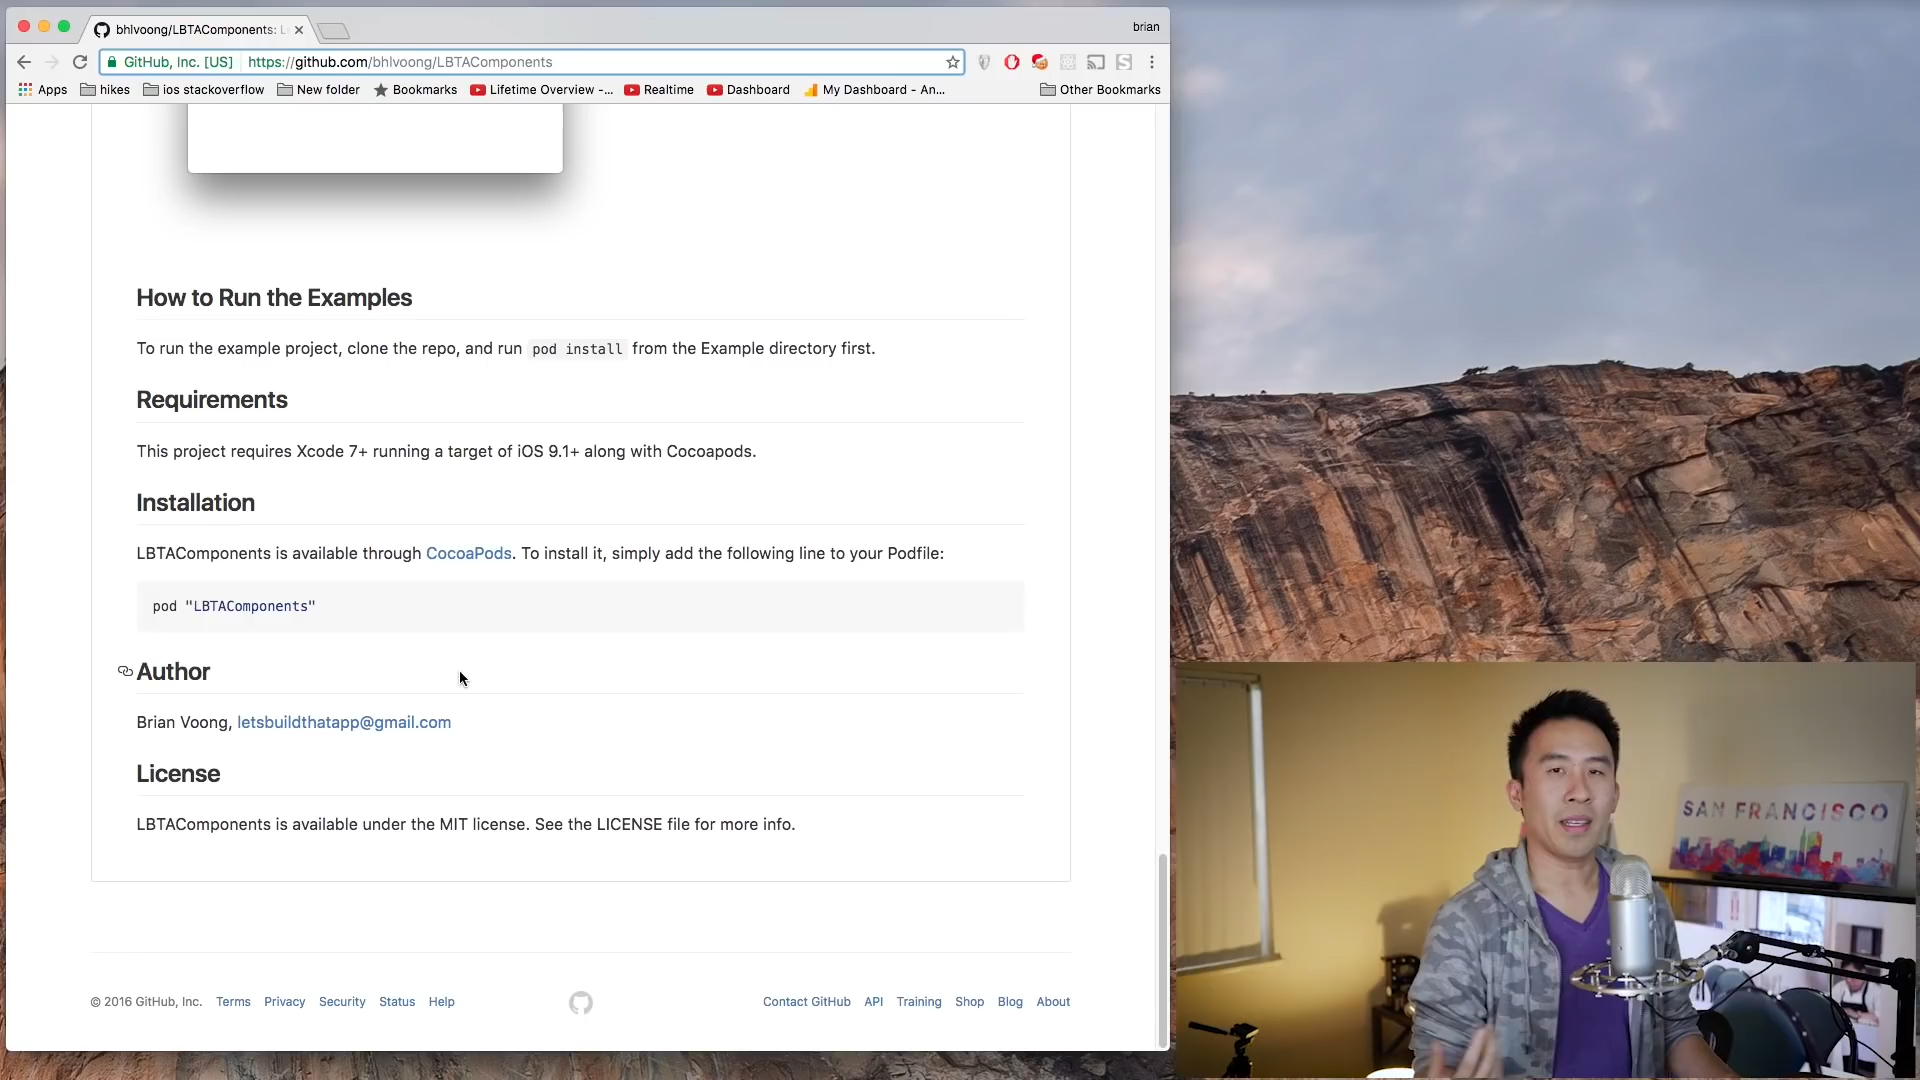 bhlvoong/LBTAComponents: L
brian
GitHub, Inc. [US] https://github.com/bhlvoong/LBTAComponents
Apps hikes ios stackoverflow New folder Bookmarks Lifetime Overview -... Realtime Dashboard My Dashboard - An... Other Bookmarks
How to Run the Examples
To run the example project, clone the repo, and run pod install from the Example directory first.
Requirements
This project requires Xcode 7+ running a target of iOS 9.1+ along with Cocoapods.
Installation
LBTAComponents is available through CocoaPods. To install it, simply add the following line to your Podfile:
pod "LBTAComponents"
Author
Brian Voong, letsbuildthatapp@gmail.com
License
LBTAComponents is available under the MIT license. See the LICENSE file for more info.
© 2016 GitHub, Inc. Terms Privacy Security Status Help Contact GitHub API Training Shop Blog About
SAN FRANCISCO